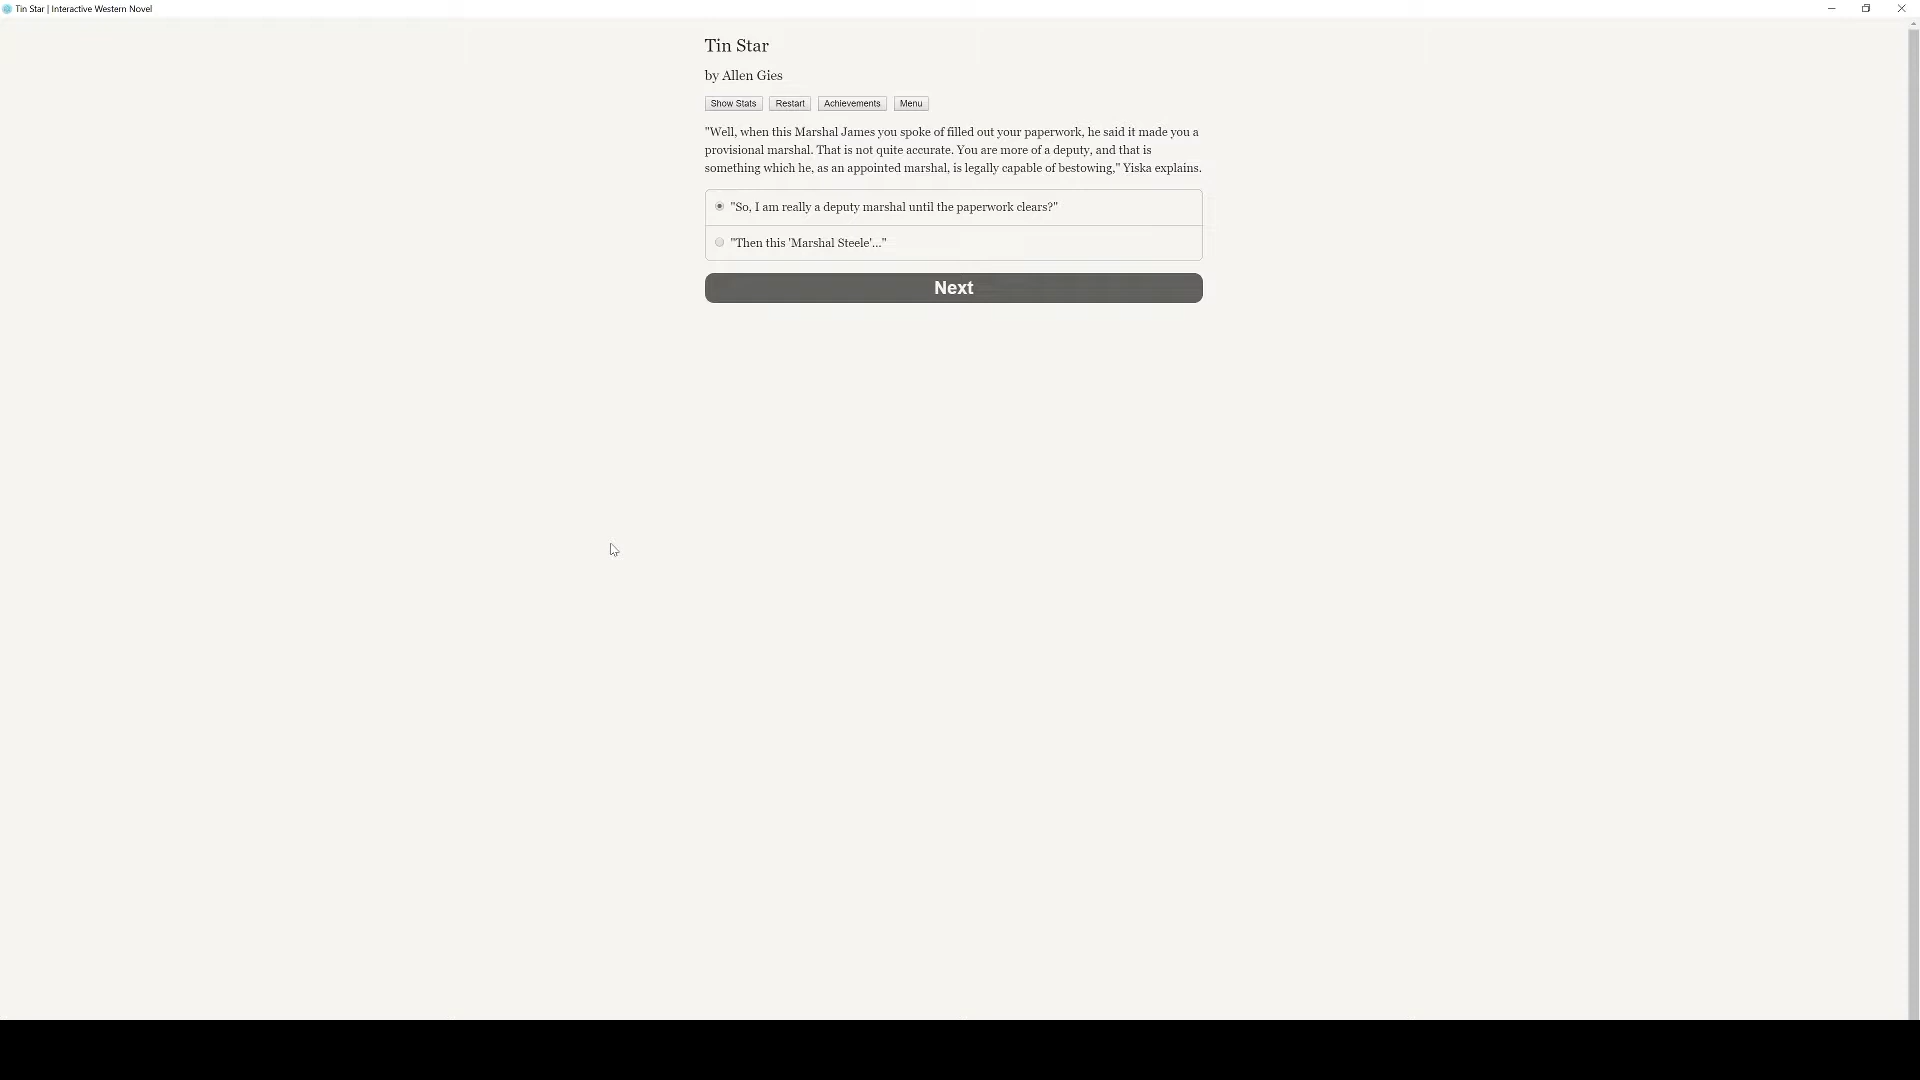 Tin Star | Interactive Western Novel
Tin Star
by Allen Gies
Show Stats Restart Achievements Menu
"Well, when this Marshal James you spoke of filled out your paperwork, he said it made you a
provisional marshal. That is not quite accurate. You are more of a deputy, and that is
something which he, as an appointed marshal, is legally capable of bestowing," Yiska explains.
"So, I am really a deputy marshal until the paperwork clears?"
"Then this 'Marshal Steele'..."
Next